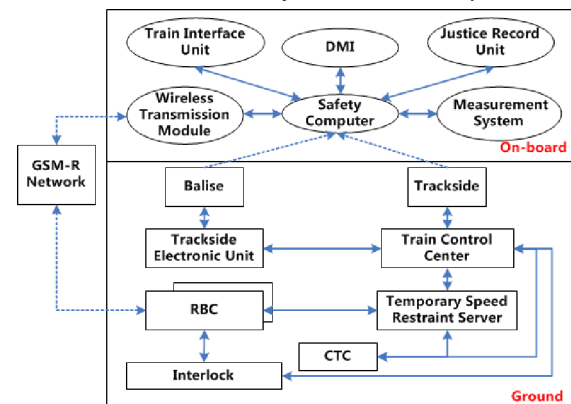 Train Interface
Unit
DMI
Justice Record
Unit
Wireless
Transmission
Module
Safety
Computer
Measurement
System
On-board
GSM-R
Network
Balise
Trackside
Trackside
Electronic Unit
Train Control
Center
RBC
Temporary Speed
Restraint Server
CTC
Interlock
Ground